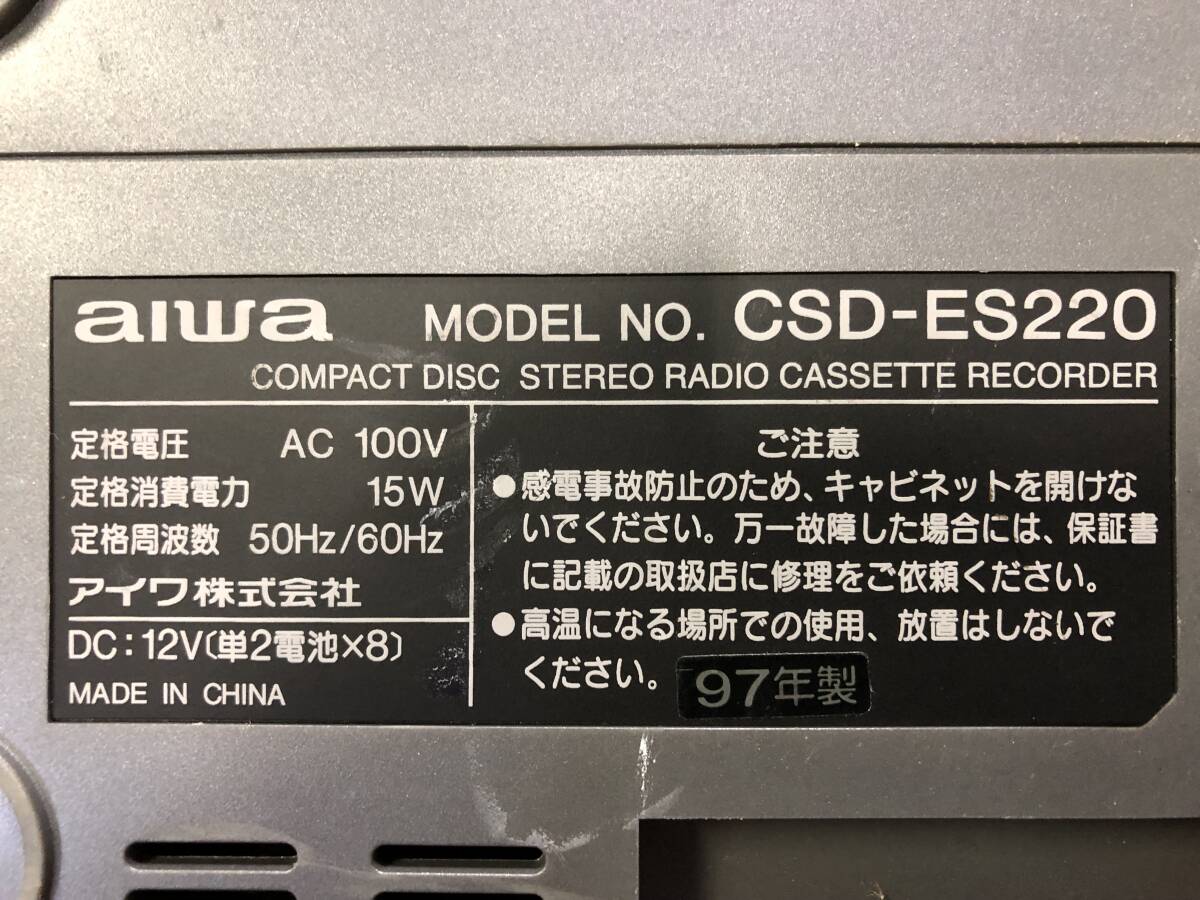 aiwa MODEL NO. CSD-ES220
COMPACT DISC STEREO RADIO CASSETTE RECORDER
定格電圧 AC 100V
定格消費電力 15W
定格周波数 50Hz/60Hz
アイワ株式会社
DC:12V(単2電池×8)
MADE IN CHINA
ご注意
●感電事故防止のため、キャビネットを開けな
いでください。万一故障した場合には、保証書
に記載の取扱店に修理をご依頼ください。
●高温になる場所での使用、放置はしないで
ください。
97年製